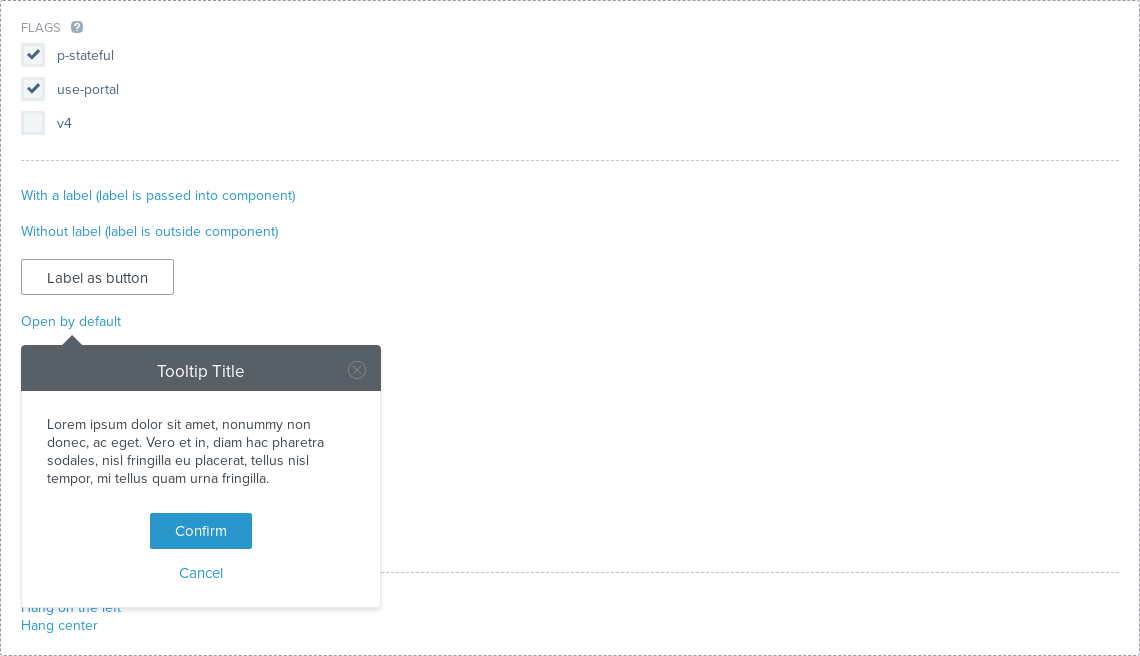 FLAGS ?
p-stateful
use-portal
v4
With a label (label is passed into component)
Without label (label is outside component)
Label as button
Open by default
Tooltip Title
Lorem ipsum dolor sit amet, nonummy non
donec, ac eget. Vero et in, diam hac pharetra
sodales, nisl fringilla eu placerat, tellus nisl
tempor, mi tellus quam urna fringilla.
Confirm
Cancel
Hang on the left
Hang center